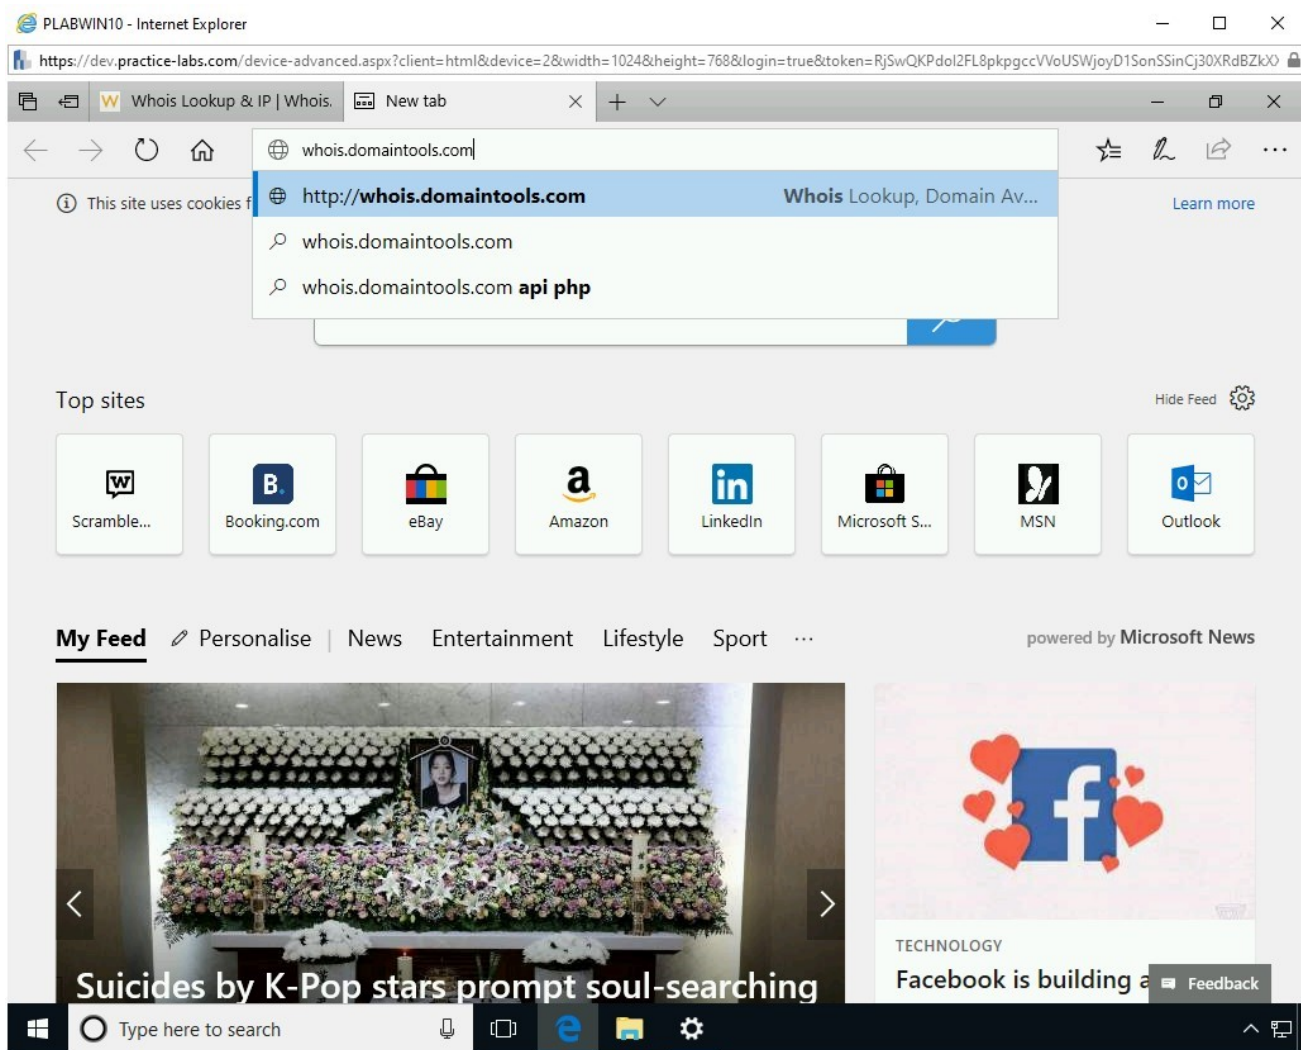 PLABWIN10 - Internet Explorer
https://dev.practice-labs.com/device-advanced.aspx?client=html&device=2&width=1024&height=768&login=true&token=RjSwQKPdol2FL8pkpgccVVoUSWjoyD1SonSSinCj30XRdBZkX
Whois Lookup & IP | Whois.
New tab
whois.domaintools.com
http://whois.domaintools.com Whois Lookup, Domain Av...
This site uses cookies f
Learn more
whois.domaintools.com
whois.domaintools.com api php
Top sites
Hide Feed
Scramble...
Booking.com
eBay
Amazon
LinkedIn
Microsoft S...
MSN
Outlook
My Feed Personalise | News Entertainment Lifestyle Sport ...
powered by Microsoft News
Suicides by K-Pop stars prompt soul-searching
TECHNOLOGY
Facebook is building a
Feedback
Type here to search